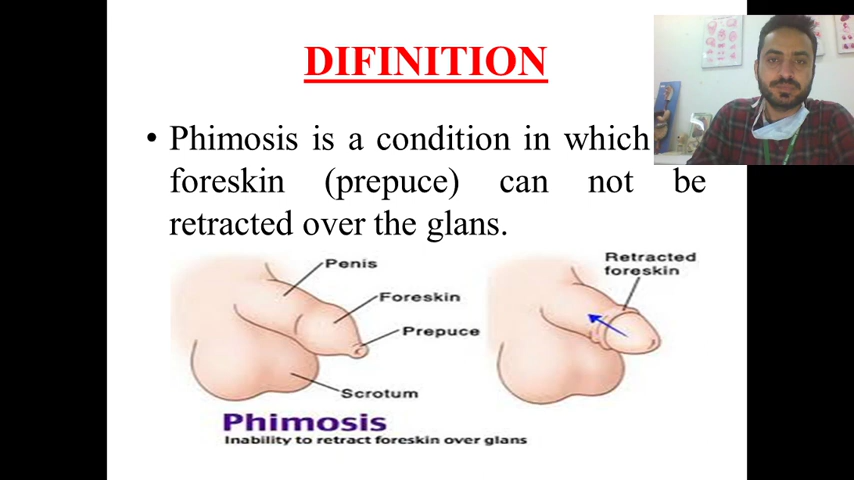 DIFINITION
• Phimosis is a condition in which
foreskin (prepuce) can not be
retracted over the glans.
Penis
Foreskin
Prepuce
Scrotum
Retracted
foreskin
Phimosis
Inability to retract foreskin over glans